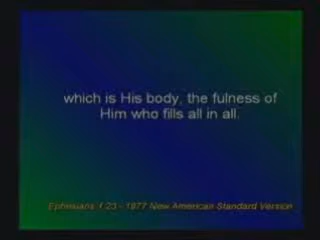 which is His body, the fulness of
Him who fills all in all.
Ephesians 1:23 - 1977 New American Standard Version